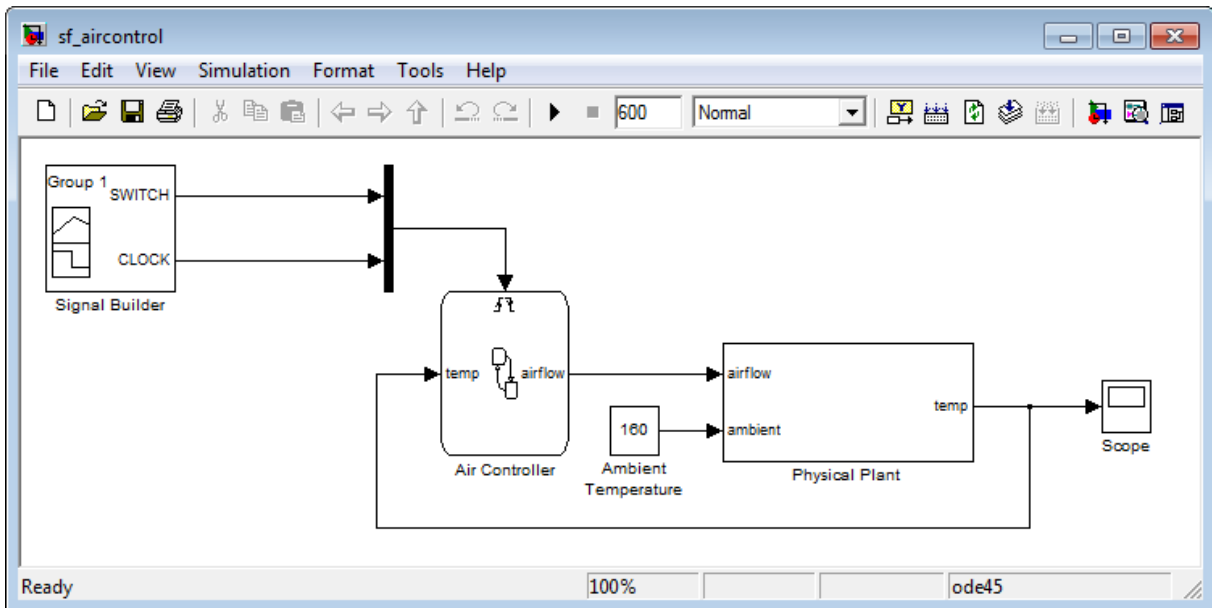 sf_aircontrol
File Edit View Simulation Format Tools Help
600 Normal
Group 1
SWITCH
CLOCK
Signal Builder
temp airflow
Air Controller
160
Ambient
Temperature
airflow
temp
ambient
Physical Plant
Scope
Ready 100% ode45